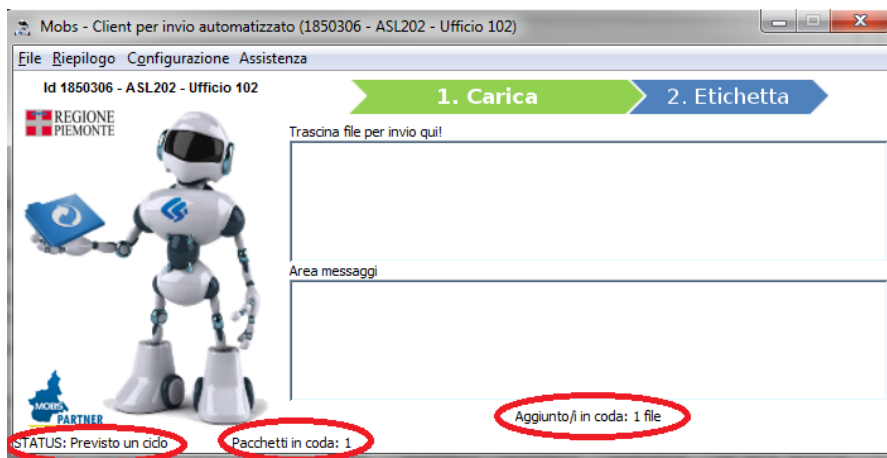 Mobs - Client per invio automatizzato (1850306 - ASL202 - Ufficio 102)
File Riepilogo Configurazione Assistenza
Id 1850306 - ASL202 - Ufficio 102
1. Carica
2. Etichetta
REGIONE
PIEMONTE
Trascina file per invio qui!
Area messaggi
MOBS
PARTNER
Aggiunto/i in coda: 1 file
STATUS: Previsto un ciclo
Pacchetti in coda: 1